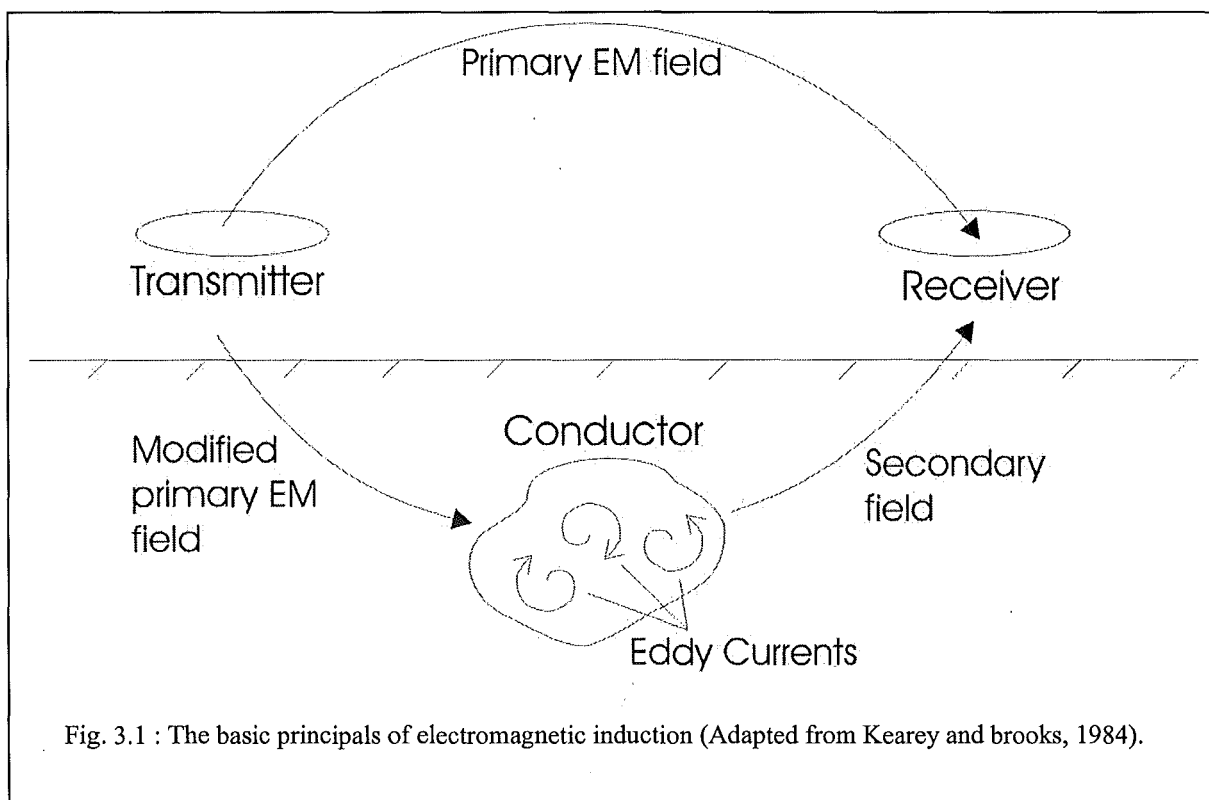 Primary EM field
Transmitter
Receiver
Conductor
Modified
primary EM
field
Secondary
field
Eddy Currents
Fig. 3.1 : The basic principals of electromagnetic induction (Adapted from Kearey and brooks, 1984).